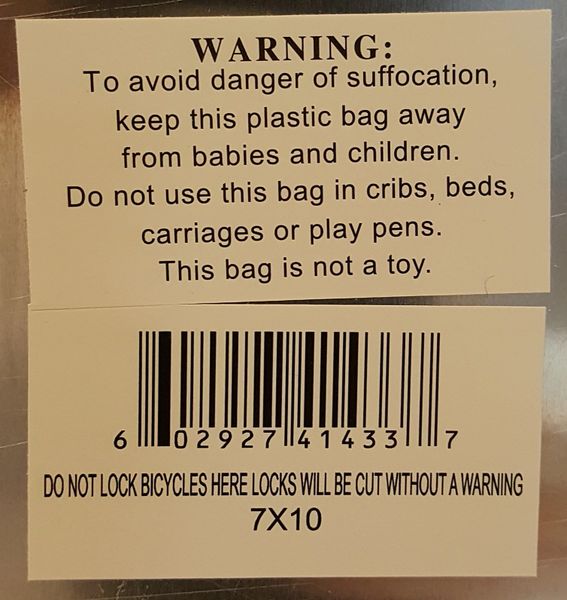 WARNING:
To avoid danger of suffocation,
keep this plastic bag away
from babies and children.
Do not use this bag in cribs, beds,
carriages or play pens.
This bag is not a toy.
6 02927 41433 7
DO NOT LOCK BICYCLES HERE LOCKS WILL BE CUT WITHOUT A WARNING
7X10